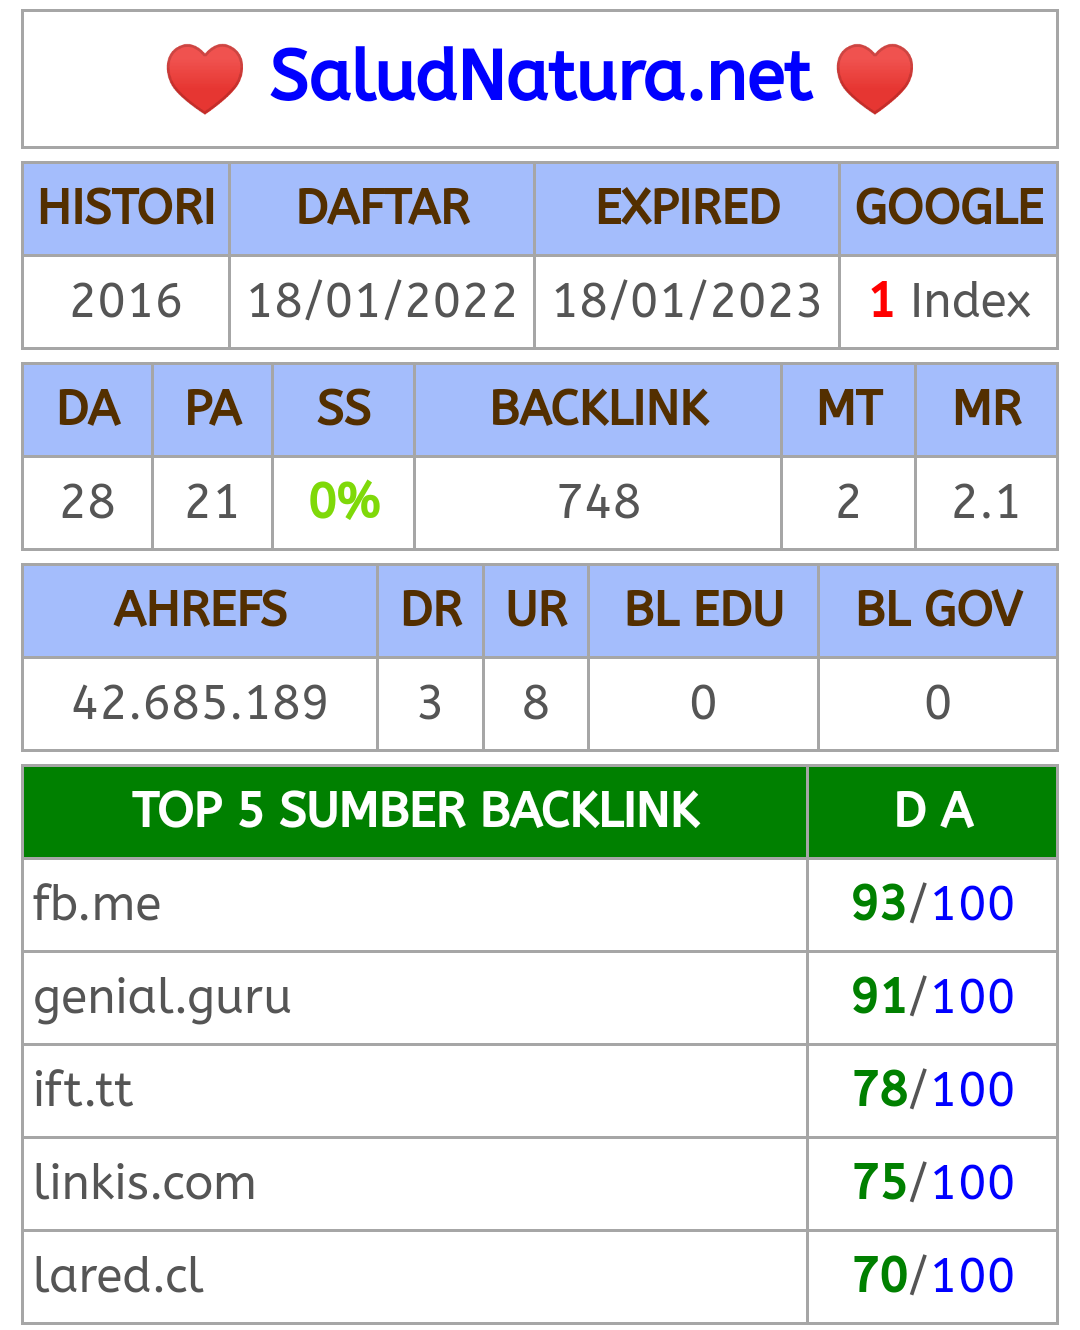 SaludNatura.net
HISTORI DAFTAR EXPIRED GOOGLE
2016 18/01/2022 18/01/2023 1 Index
DA PA SS BACKLINK MT MR
28 21 0% 748 2 2.1
AHREFS DR UR BL EDU BL GOV
42.685.189 3 8 0 0
TOP 5 SUMBER BACKLINK D A
fb.me 93/100
genial.guru 91/100
ift.tt 78/100
linkis.com 75/100
lared.cl 70/100